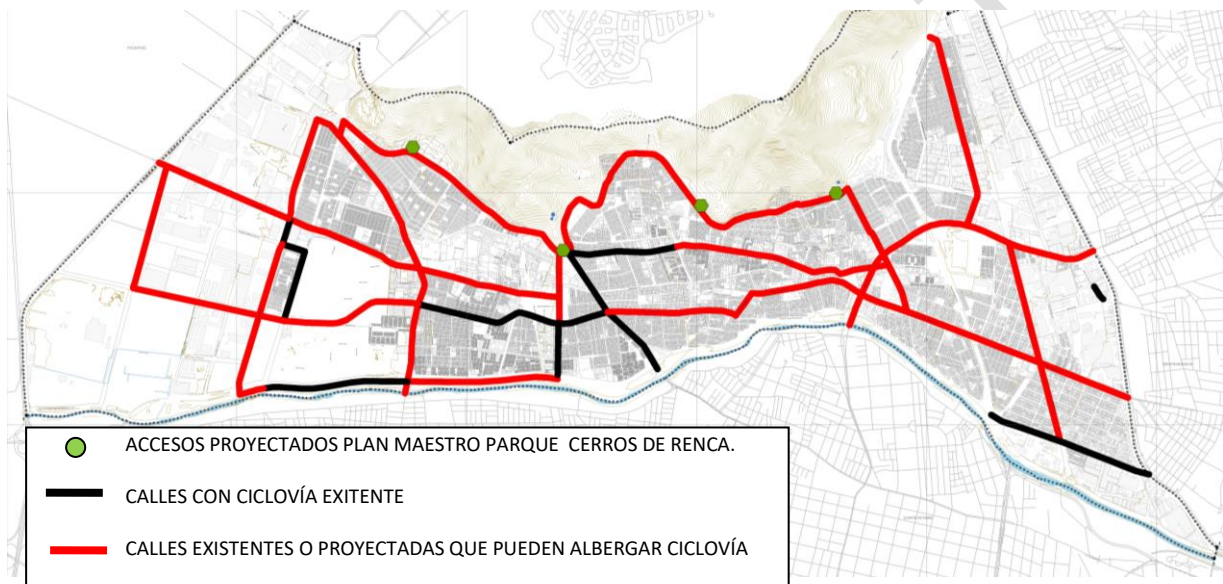 ACCESOS PROYECTADOS PLAN MAESTRO PARQUE CERROS DE RENCA.
CALLES CON CICLOVÍA EXITENTE
CALLES EXISTENTES O PROYECTADAS QUE PUEDEN ALBERGAR CICLOVÍA